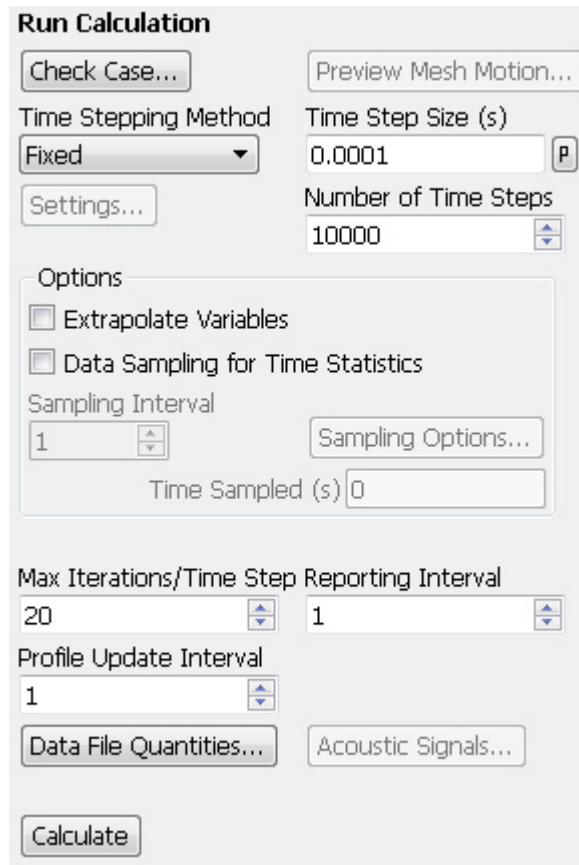 Run Calculation
Check Case... Preview Mesh Motion...
Time Stepping Method Time Step Size (s)
Fixed 0.0001 P
Settings... Number of Time Steps
10000
Options
Extrapolate Variables
Data Sampling for Time Statistics
Sampling Interval
1 Sampling Options...
Time Sampled (s) 0
Max Iterations/Time Step Reporting Interval
20 1
Profile Update Interval
1
Data File Quantities... Acoustic Signals...
Calculate